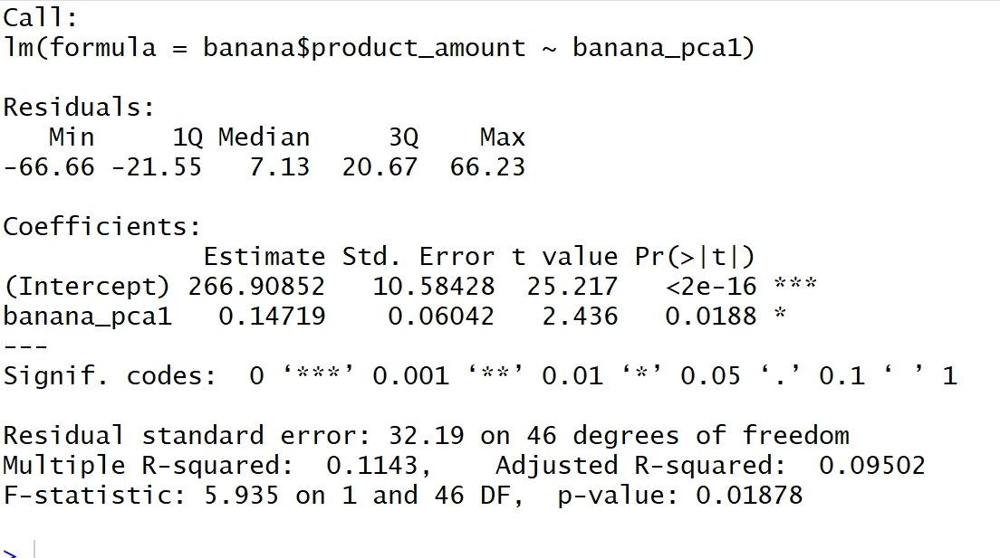 Call:
lm(formula = banana$product_amount ~ banana_pca1)
Residuals:
Min 1Q Median 3Q Max
-66.66 -21.55 7.13 20.67 66.23
Coefficients:
Estimate Std. Error t value Pr(>|t|)
(Intercept) 266.90852 10.58428 25.217 <2e-16 ***
banana_pca1 0.14719 0.06042 2.436 0.0188 *
---
Signif. codes: 0 ‘***’ 0.001 ‘**’ 0.01 ‘*’ 0.05 ‘.’ 0.1 ‘ ’ 1
Residual standard error: 32.19 on 46 degrees of freedom
Multiple R-squared: 0.1143, Adjusted R-squared: 0.09502
F-statistic: 5.935 on 1 and 46 DF, p-value: 0.01878
>